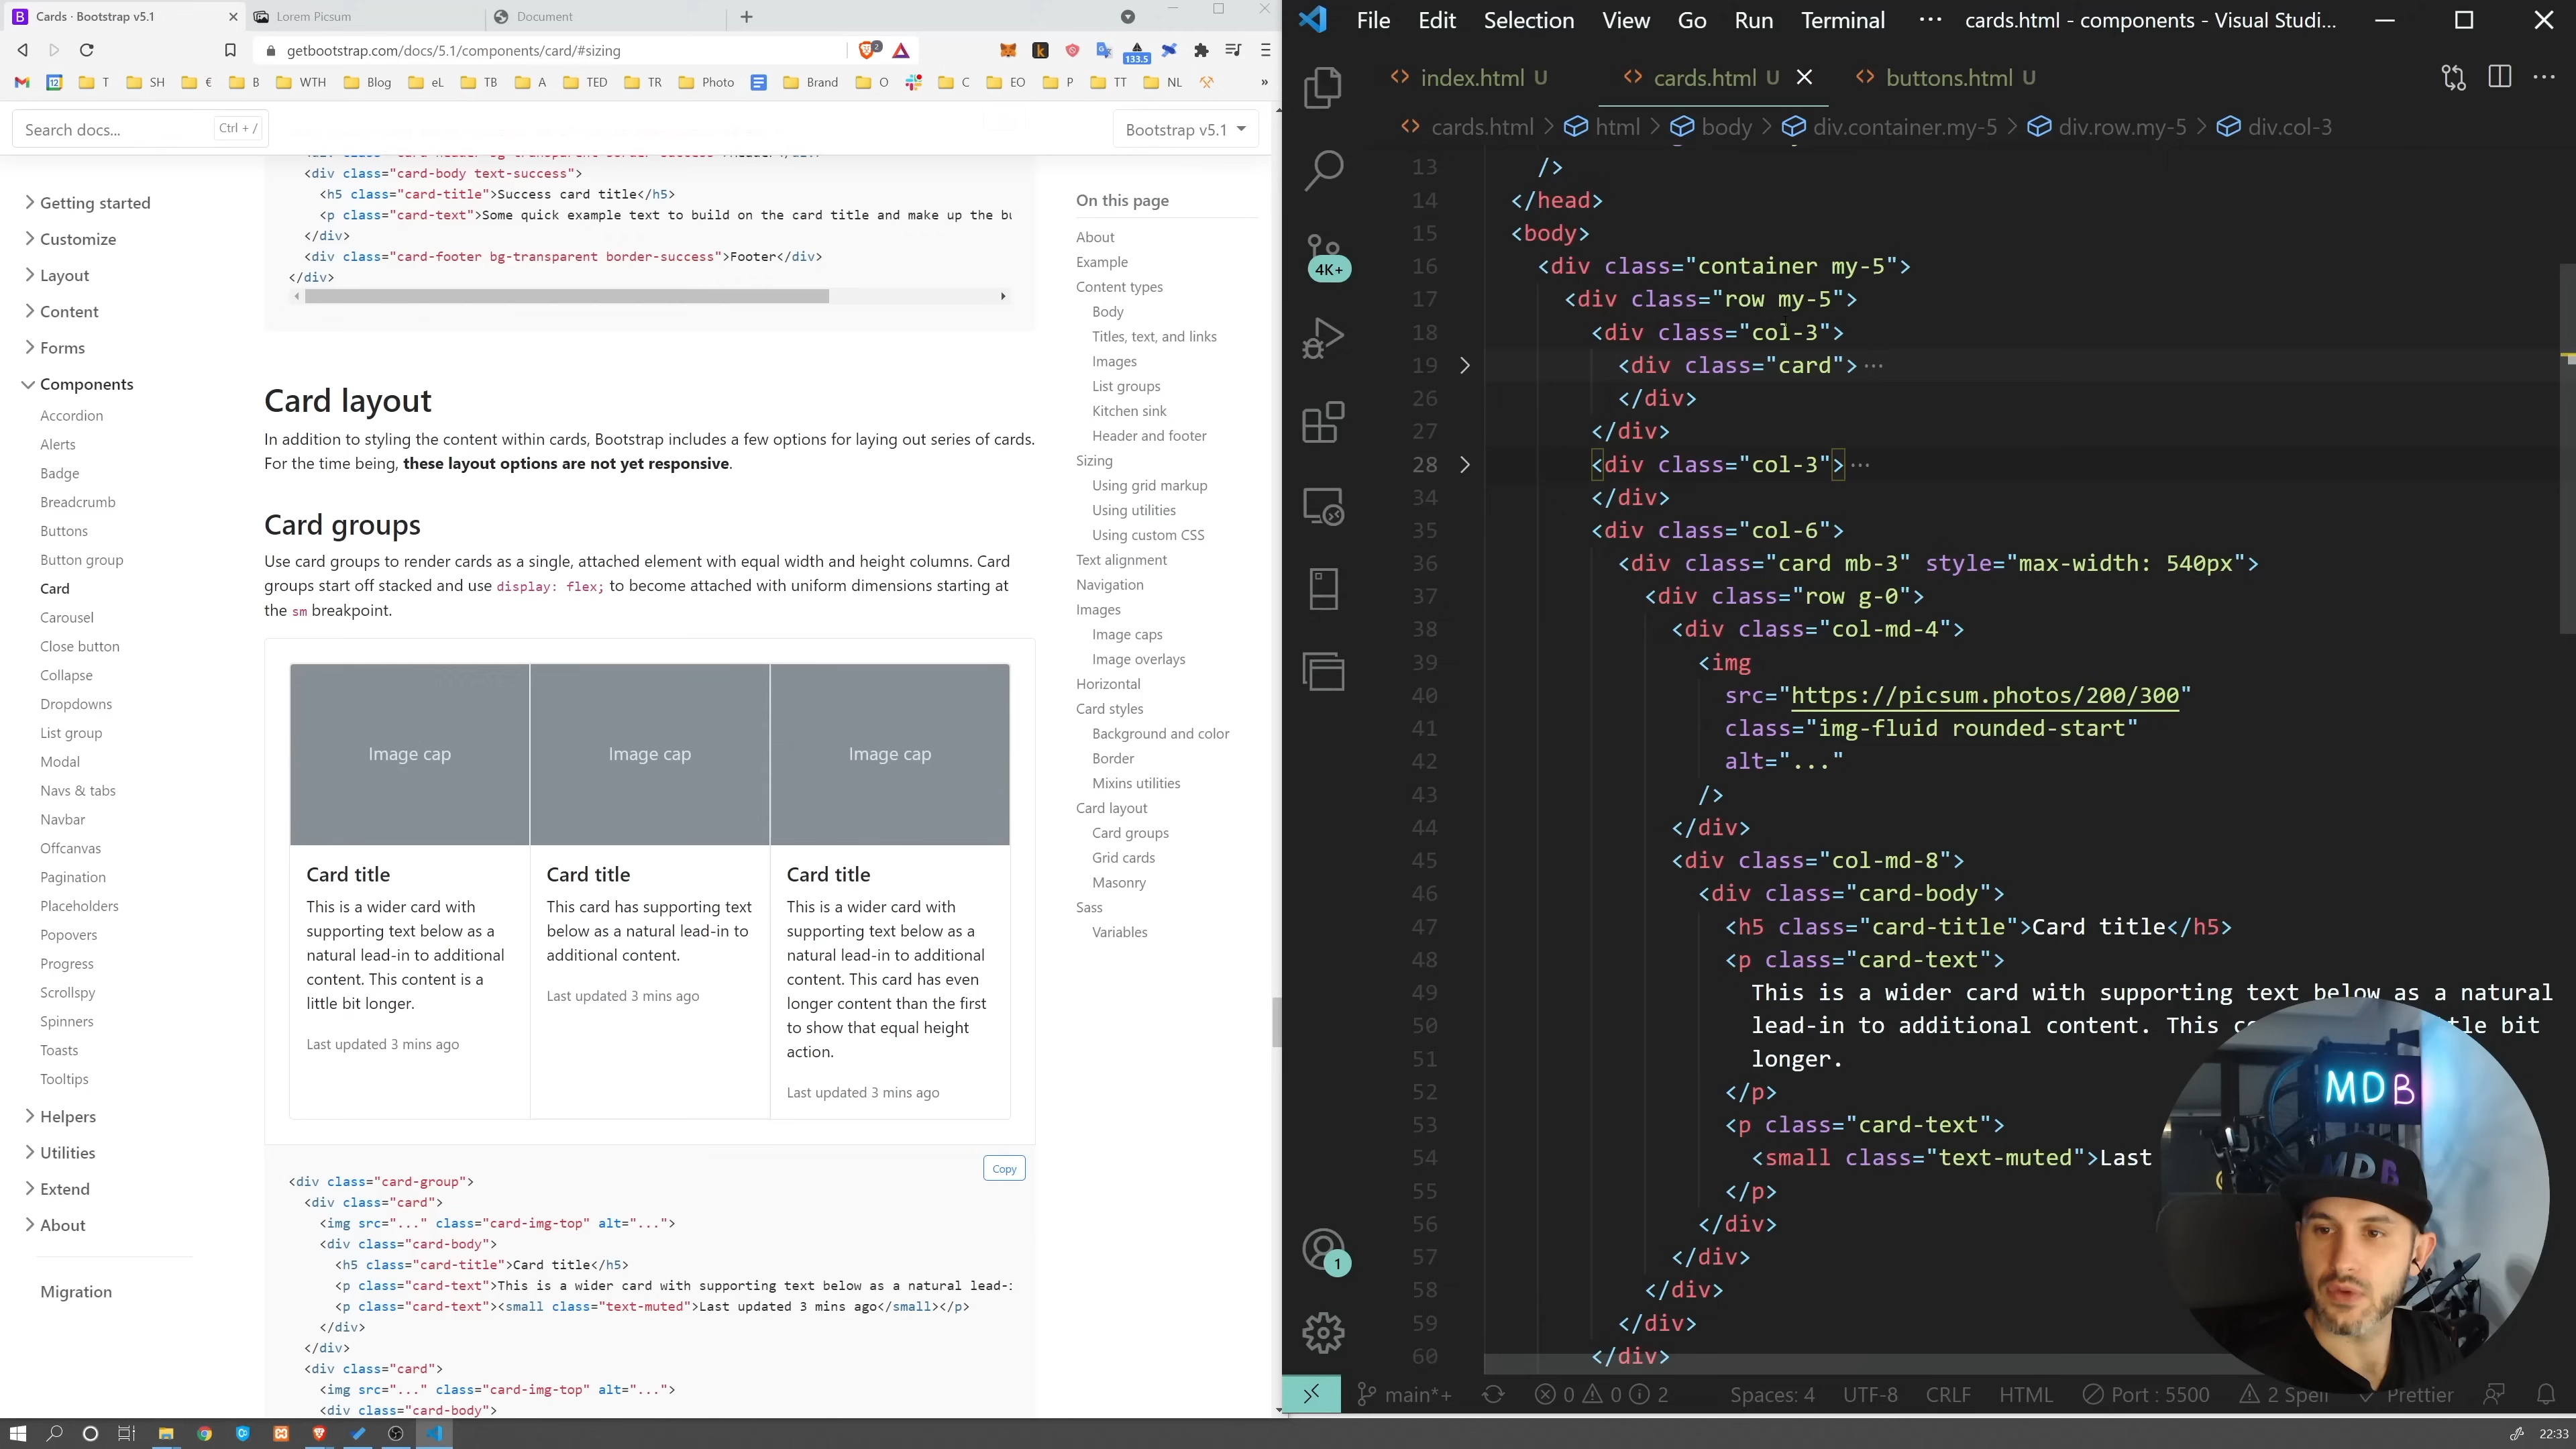 Cards · Bootstrap v5.1
Lorem Picsum
Document
getbootstrap.com/docs/5.1/components/card/#sizing
2
133.5
12
T
SH
€
B
WTH
Blog
eL
TB
A
TED
TR
Photo
Brand
O
C
EO
P
TT
NL
»
Search docs...
Ctrl + /
Bootstrap v5.1
Getting started
Customize
Layout
Content
Forms
Components
Accordion
Alerts
Badge
Breadcrumb
Buttons
Button group
Card
Carousel
Close button
Collapse
Dropdowns
List group
Modal
Navs & tabs
Navbar
Offcanvas
Pagination
Placeholders
Popovers
Progress
Scrollspy
Spinners
Toasts
Tooltips
Helpers
Utilities
Extend
About
Migration
<div class="card-body text-success">
<h5 class="card-title">Success card title</h5>
<p class="card-text">Some quick example text to build on the card title and make up the bu
</div>
<div class="card-footer bg-transparent border-success">Footer</div>
</div>
Card layout
In addition to styling the content within cards, Bootstrap includes a few options for laying out series of cards.
For the time being, these layout options are not yet responsive.
Card groups
Use card groups to render cards as a single, attached element with equal width and height columns. Card
groups start off stacked and use display: flex; to become attached with uniform dimensions starting at
the sm breakpoint.
Image cap
Image cap
Image cap
Card title
This is a wider card with
supporting text below as a
natural lead-in to additional
content. This content is a
little bit longer.
Last updated 3 mins ago
Card title
This card has supporting text
below as a natural lead-in to
additional content.
Last updated 3 mins ago
Card title
This is a wider card with
supporting text below as a
natural lead-in to additional
content. This card has even
longer content than the first
to show that equal height
action.
Last updated 3 mins ago
Copy
<div class="card-group">
<div class="card">
<img src="..." class="card-img-top" alt="...">
<div class="card-body">
<h5 class="card-title">Card title</h5>
<p class="card-text">This is a wider card with supporting text below as a natural lead-
<p class="card-text"><small class="text-muted">Last updated 3 mins ago</small></p>
</div>
</div>
<div class="card">
<img src="..." class="card-img-top" alt="...">
<div class="card-body">
On this page
About
Example
Content types
Body
Titles, text, and links
Images
List groups
Kitchen sink
Header and footer
Sizing
Using grid markup
Using utilities
Using custom CSS
Text alignment
Navigation
Images
Image caps
Image overlays
Horizontal
Card styles
Background and color
Border
Mixins utilities
Card layout
Card groups
Grid cards
Masonry
Sass
Variables
File Edit Selection View Go Run Terminal ··· cards.html - components - Visual Studi...
index.html U
cards.html U
buttons.html U
cards.html > html > body > div.container.my-5 > div.row.my-5 > div.col-3
4K+
1
13 />
14 </head>
15 <body>
16 <div class="container my-5">
17 <div class="row my-5">
18 <div class="col-3">
19 <div class="card">···
26 </div>
27 </div>
28 <div class="col-3">···
34 </div>
35 <div class="col-6">
36 <div class="card mb-3" style="max-width: 540px">
37 <div class="row g-0">
38 <div class="col-md-4">
39 <img
40 src="https://picsum.photos/200/300"
41 class="img-fluid rounded-start"
42 alt="..."
43 />
44 </div>
45 <div class="col-md-8">
46 <div class="card-body">
47 <h5 class="card-title">Card title</h5>
48 <p class="card-text">
49 This is a wider card with supporting text below as a natural
50 lead-in to additional content. This bit
51 longer.
52 </p>
53 <p class="card-text">
54 <small class="text-muted">Last
55 </p>
56 </div>
57 </div>
58 </div>
59 </div>
60 </div>
MDB
MDB
main*+ 0 0 2 Spaces: 4 UTF-8 CRLF HTML Port : 5500 2 Spell Prettier
22:33